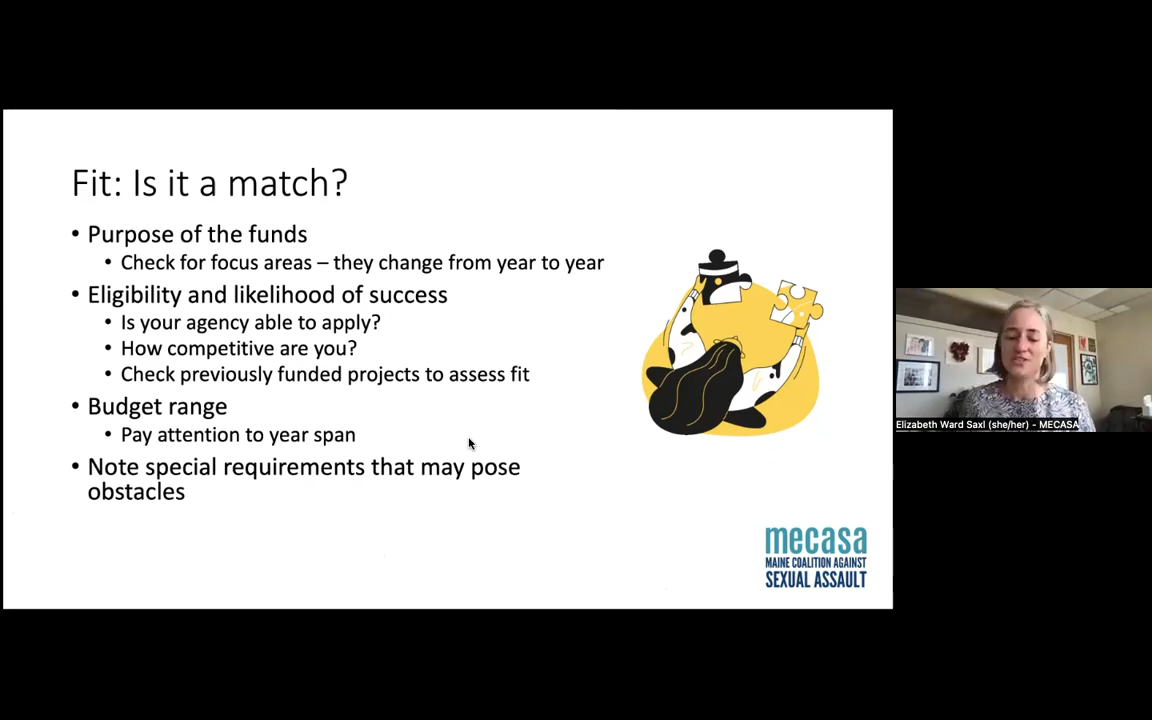 Fit: Is it a match?
• Purpose of the funds
• Check for focus areas – they change from year to year
• Eligibility and likelihood of success
• Is your agency able to apply?
• How competitive are you?
• Check previously funded projects to assess fit
• Budget range
• Pay attention to year span
• Note special requirements that may pose
obstacles
mecasa
MAINE COALITION AGAINST
SEXUAL ASSAULT
Elizabeth Ward Saxl (she/her) - MECASA